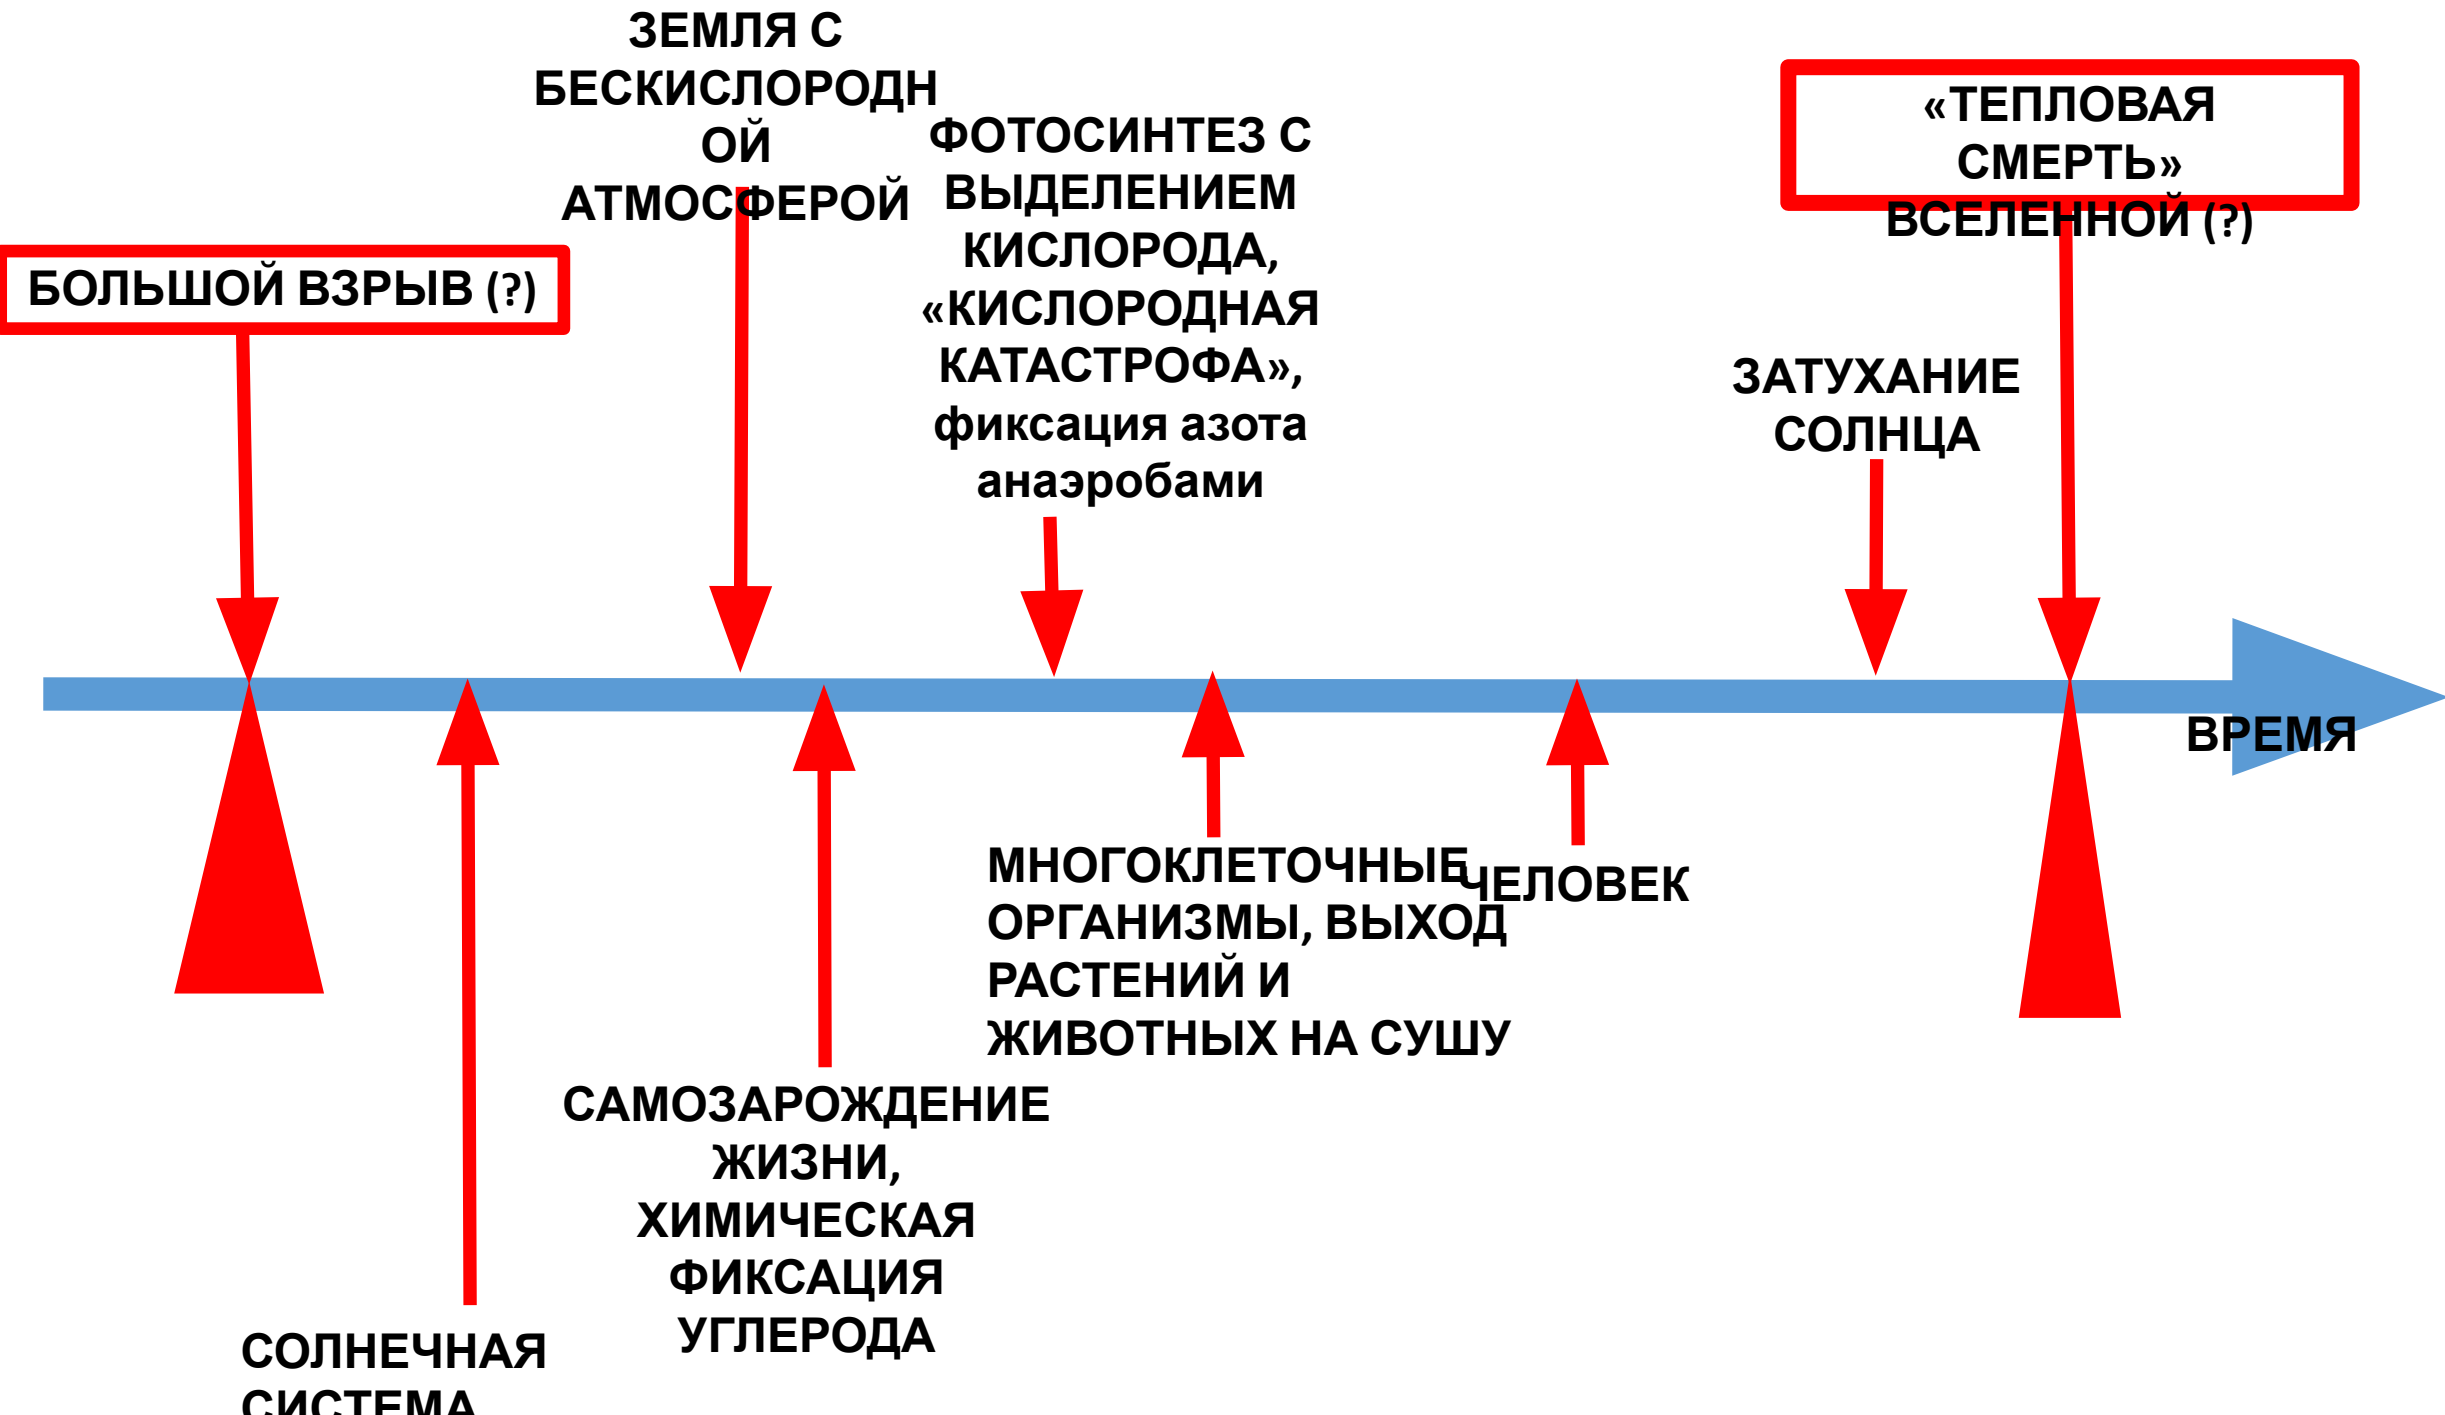 ЗЕМЛЯ С
БЕСКИСЛОРОДН
ОЙ
АТМОСФЕРОЙ
ФОТОСИНТЕЗ С
ВЫДЕЛЕНИЕМ
КИСЛОРОДА,
«КИСЛОРОДНАЯ
КАТАСТРОФА»,
фиксация азота
анаэробами
«ТЕПЛОВАЯ
СМЕРТЬ»
ВСЕЛЕННОЙ (?)
БОЛЬШОЙ ВЗРЫВ (?)
ЗАТУХАНИЕ
СОЛНЦА
ВРЕМЯ
МНОГОКЛЕТОЧНЫЕ
ОРГАНИЗМЫ, ВЫХОД
РАСТЕНИЙ И
ЖИВОТНЫХ НА СУШУ
ЧЕЛОВЕК
САМОЗАРОЖДЕНИЕ
ЖИЗНИ,
ХИМИЧЕСКАЯ
ФИКСАЦИЯ
УГЛЕРОДА
СОЛНЕЧНАЯ
СИСТЕМА